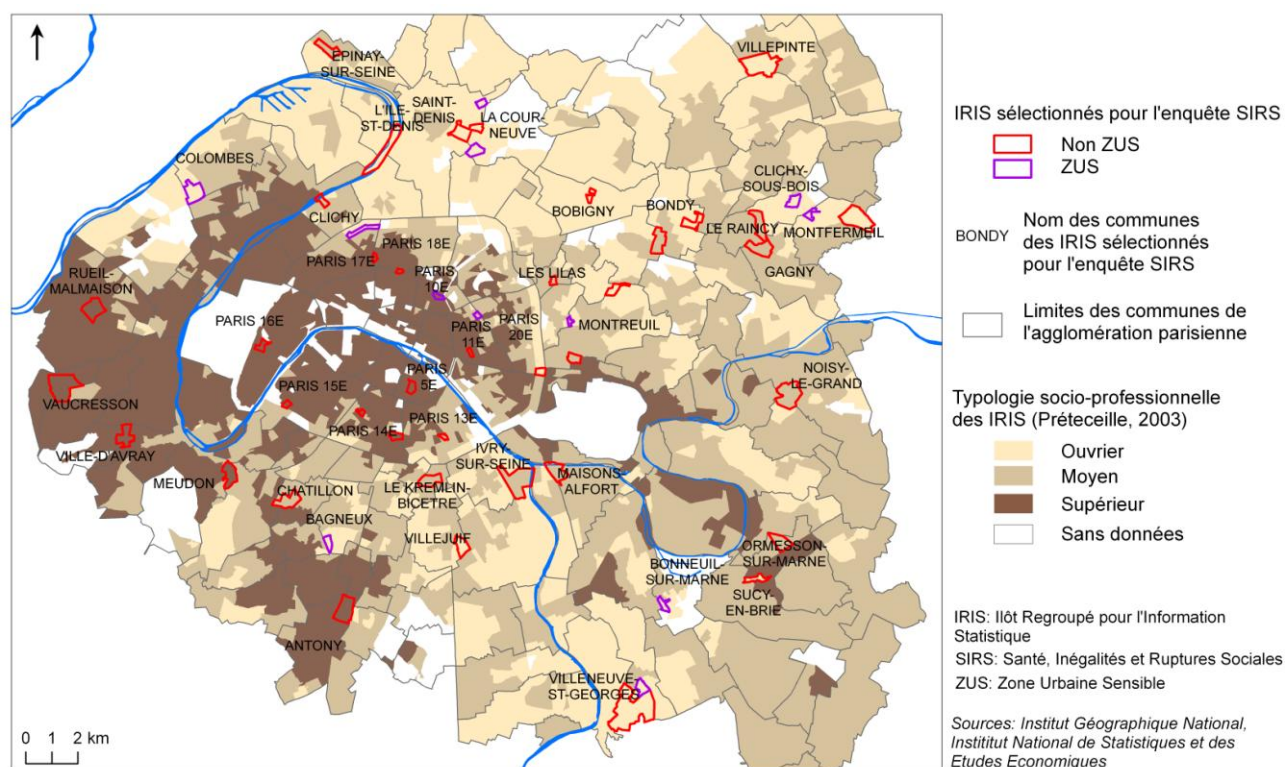 VILLEPINTE
ÉPINAY-
SUR-SEINE
SAINT-
DENIS
L'ILE-
ST-DENIS
LA COUR-
NEUVE
COLOMBES
CLICHY-
SOUS-BOIS
CLICHY
BOBIGNY
BONDY
LE RAINCY
MONTFERMEIL
PARIS 18E
PARIS 17E
GAGNY
RUEIL-
MALMAISON
PARIS
10E
LES LILAS
PARIS 16E
PARIS
11E
PARIS
20E
MONTREUIL
PARIS
5E
NOISY-
LE-GRAND
PARIS 15E
VAUCRESSON
PARIS 14E
PARIS 13E
VILLE-D'AVRAY
IVRY-
SUR-SEINE
MAISONS-
ALFORT
MEUDON
CHATILLON
LE KREMLIN-
BICETRE
BAGNEUX
VILLEJUIF
ORMESSON-
SUR-MARNE
BONNEUIL-
SUR-MARNE
SUCY-
EN-BRIE
ANTONY
VILLENEUVE-
ST-GEORGES
0 1 2 km
IRIS sélectionnés pour l'enquête SIRS
Non ZUS
ZUS
BONDY
Nom des communes
des IRIS sélectionnés
pour l'enquête SIRS
Limites des communes de
l'agglomération parisienne
Typologie socio-professionnelle
des IRIS (Préteceille, 2003)
Ouvrier
Moyen
Supérieur
Sans données
IRIS: Ilôt Regroupé pour l'Information
Statistique
SIRS: Santé, Inégalités et Ruptures Sociales
ZUS: Zone Urbaine Sensible
Sources: Institut Géographique National,
Institiut National de Statistiques et des
Etudes Economiques